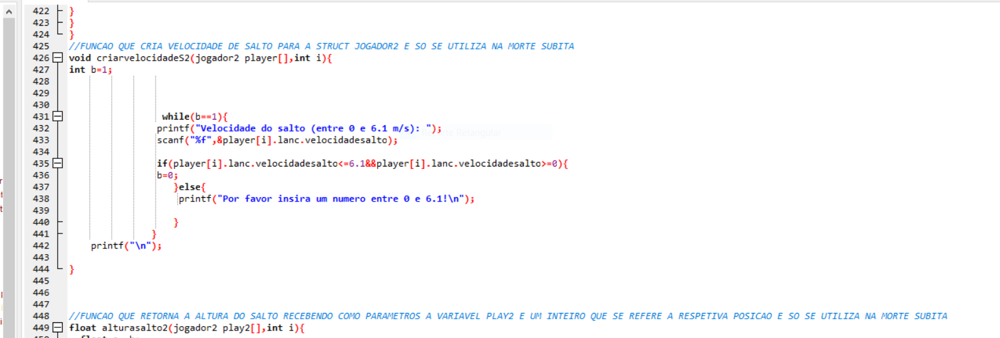 422 }
423 }
424 }
425 //FUNCAO QUE CRIA VELOCIDADE DE SALTO PARA A STRUCT JOGADOR2 E SO SE UTILIZA NA MORTE SUBITA
426 void criarvelocidadeS2(jogador2 player[],int i){
427 int b=1;
428
429
430
431 while(b==1){
432 printf("Velocidade do salto (entre 0 e 6.1 m/s): ");
433 scanf("%f",&player[i].lanc.velocidadesalto);
434
435 if(player[i].lanc.velocidadesalto<=6.1&&player[i].lanc.velocidadesalto>=0){
436 b=0;
437 }else{
438 printf("Por favor insira um numero entre 0 e 6.1!\n");
439
440 }
441 }
442 printf("\n");
443
444 }
445
446
447
448 //FUNCAO QUE RETORNA A ALTURA DO SALTO RECEBENDO COMO PARAMETROS A VARIAVEL PLAY2 E UM INTEIRO QUE SE REFERE A RESPETIVA POSICAO E SO SE UTILIZA NA MORTE SUBITA
449 float alturasalto2(jogador2 play2[],int i){